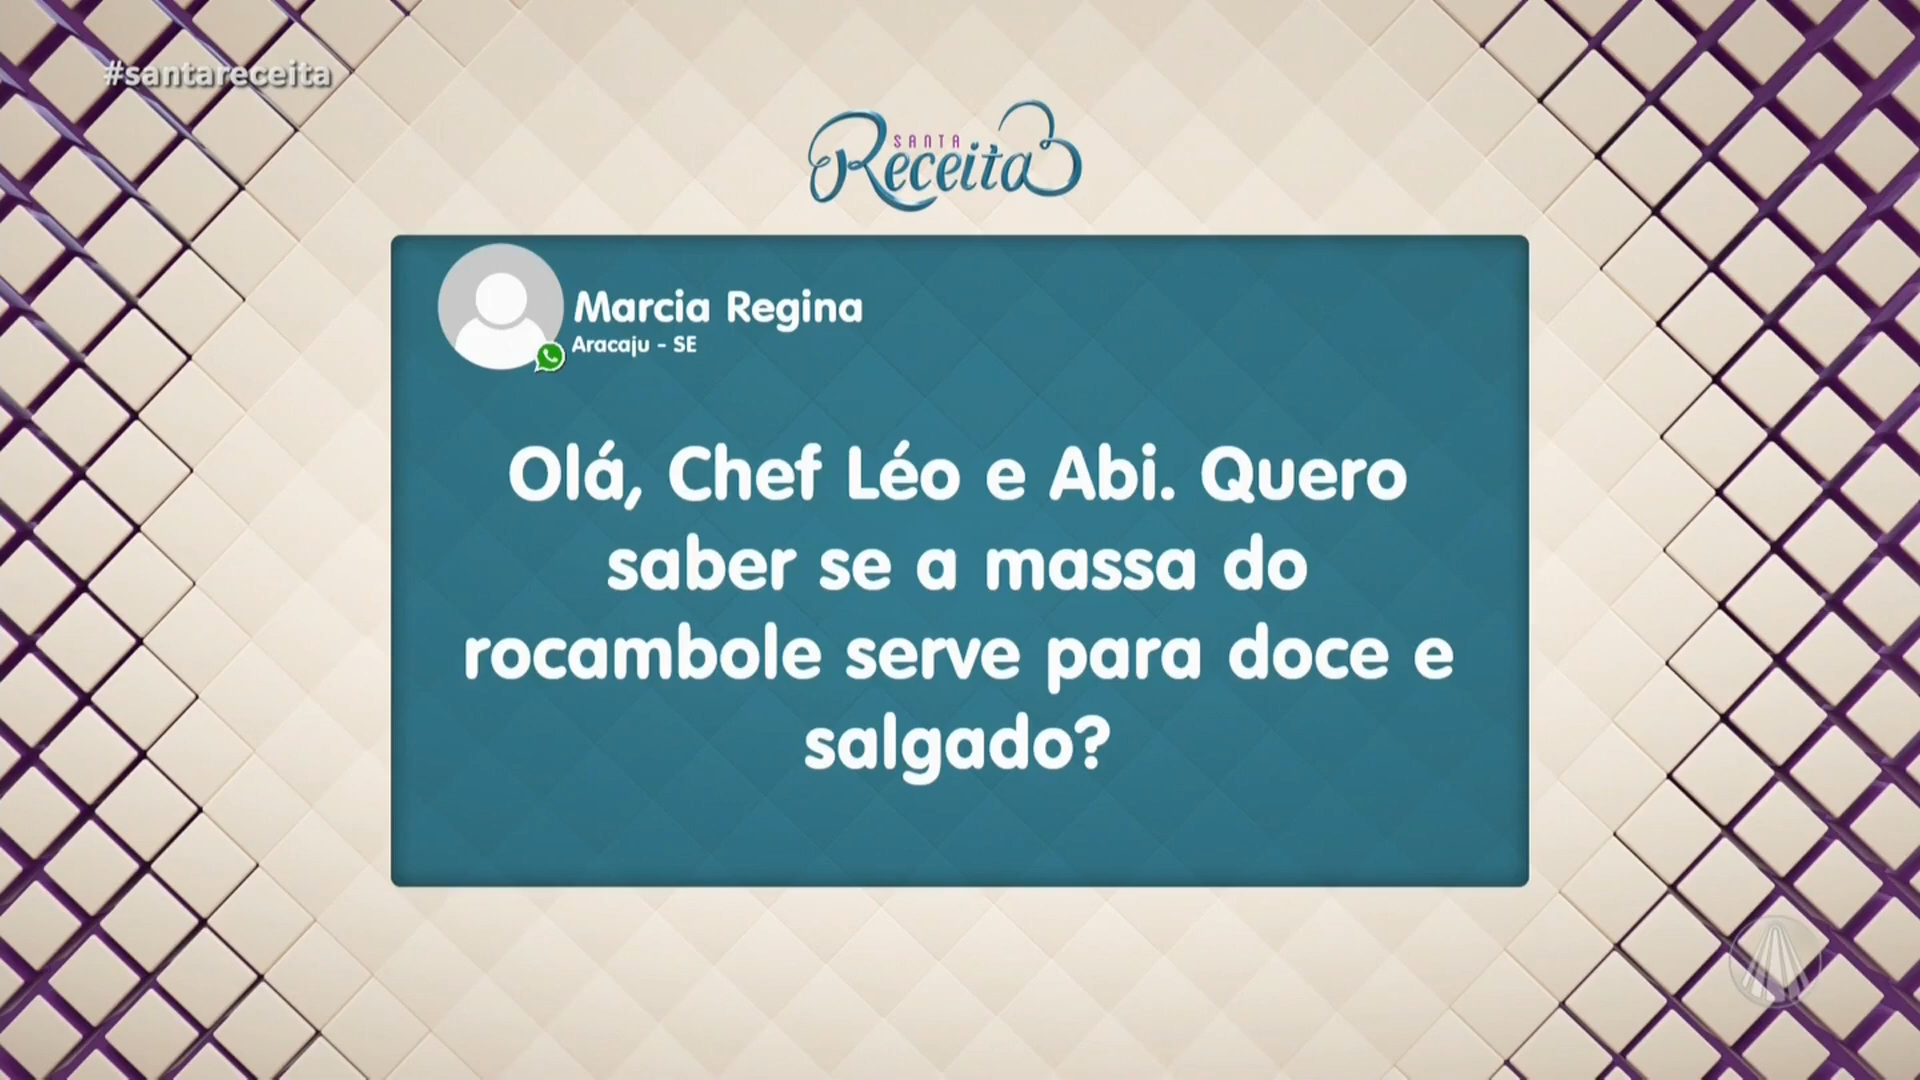 #santareceita
SANTA
Receita
Marcia Regina
Aracaju - SE
Olá, Chef Léo e Abi. Quero
saber se a massa do
rocambole serve para doce e
salgado?